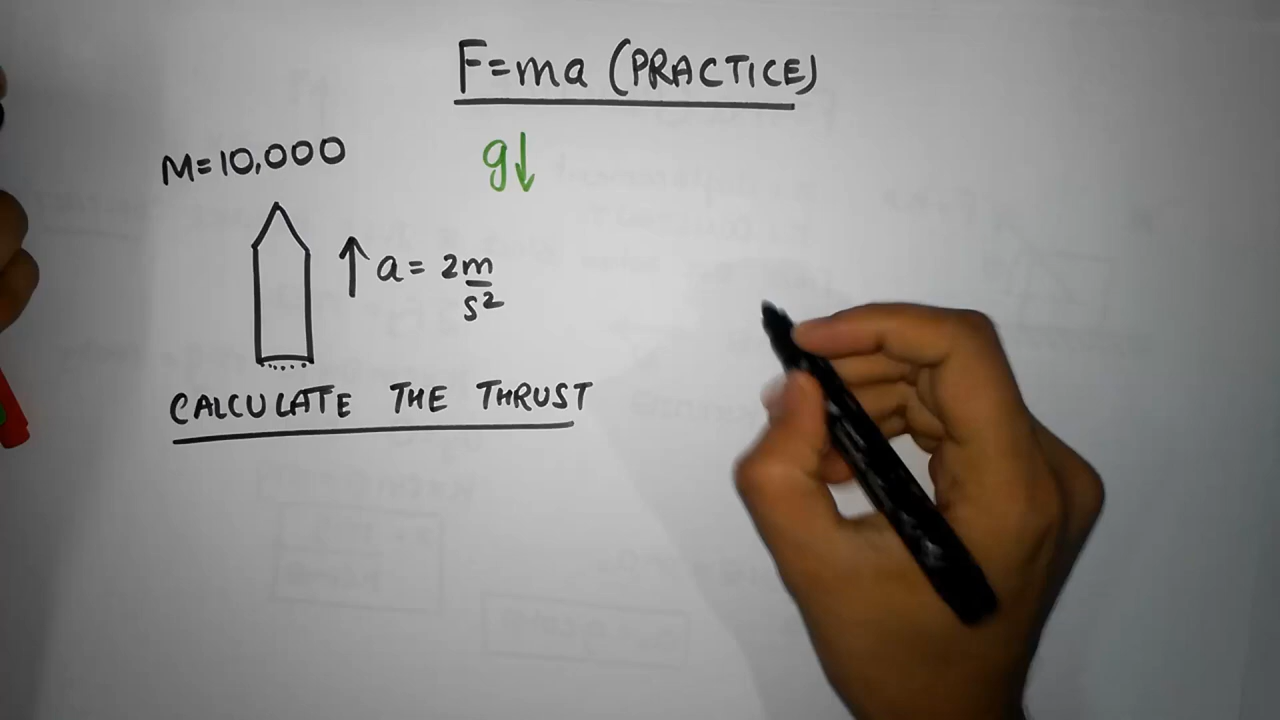 F=ma (PRACTICE)
M=10,000
g↓
↑ a = 2m/s²
CALCULATE THE THRUST